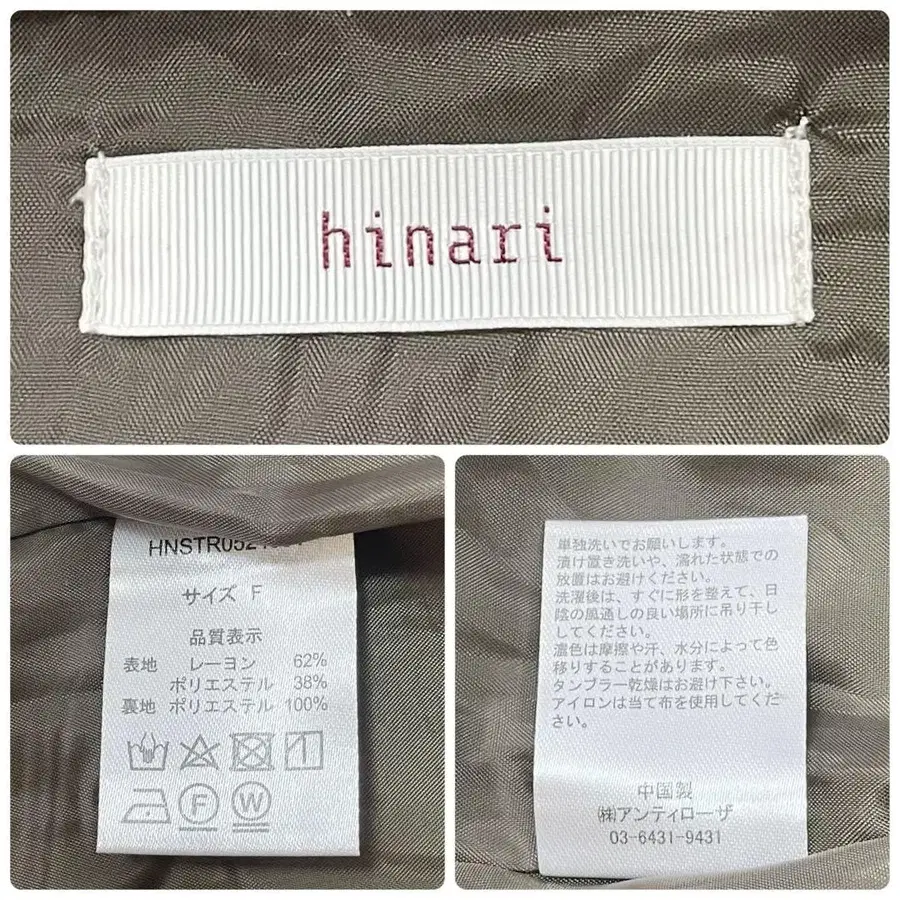 hinari
HNSTR052
サイズ F
品質表示
表地 レーヨン 62%
ポリエステル 38%
裏地 ポリエステル 100%
F W
単独洗いでお願いします。
漬け置き洗いや、濡れた状態での
放置はお避けください。
洗濯後は、すぐに形を整えて、日
陰の風通しの良い場所に吊り干し
してください。
濃色は摩擦や汗、水分によって色
移りすることがあります。
タンブラー乾燥はお避け下さい。
アイロンは当て布を使用してくだ
さい。
中国製
㈱アンティローザ
03-6431-9431